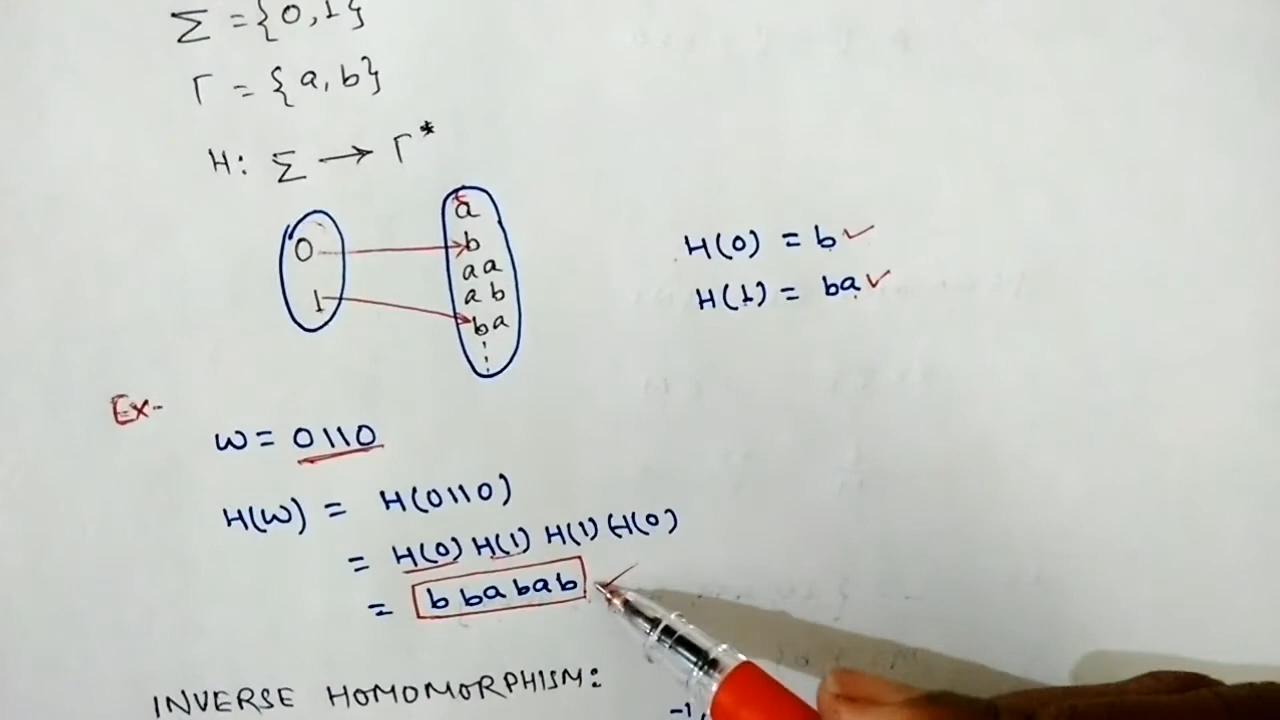 Σ = {0,1}
Γ = {a, b}
H: Σ → Γ*
0
1
a
b
aa
ab
ba
⋮
H(0) = b ✓
H(1) = ba ✓
Ex-
W = 0110
H(W) = H(0110)
= H(0) H(1) H(1) H(0)
= b ba ba b ✓
INVERSE HOMOMORPHISM:
-1